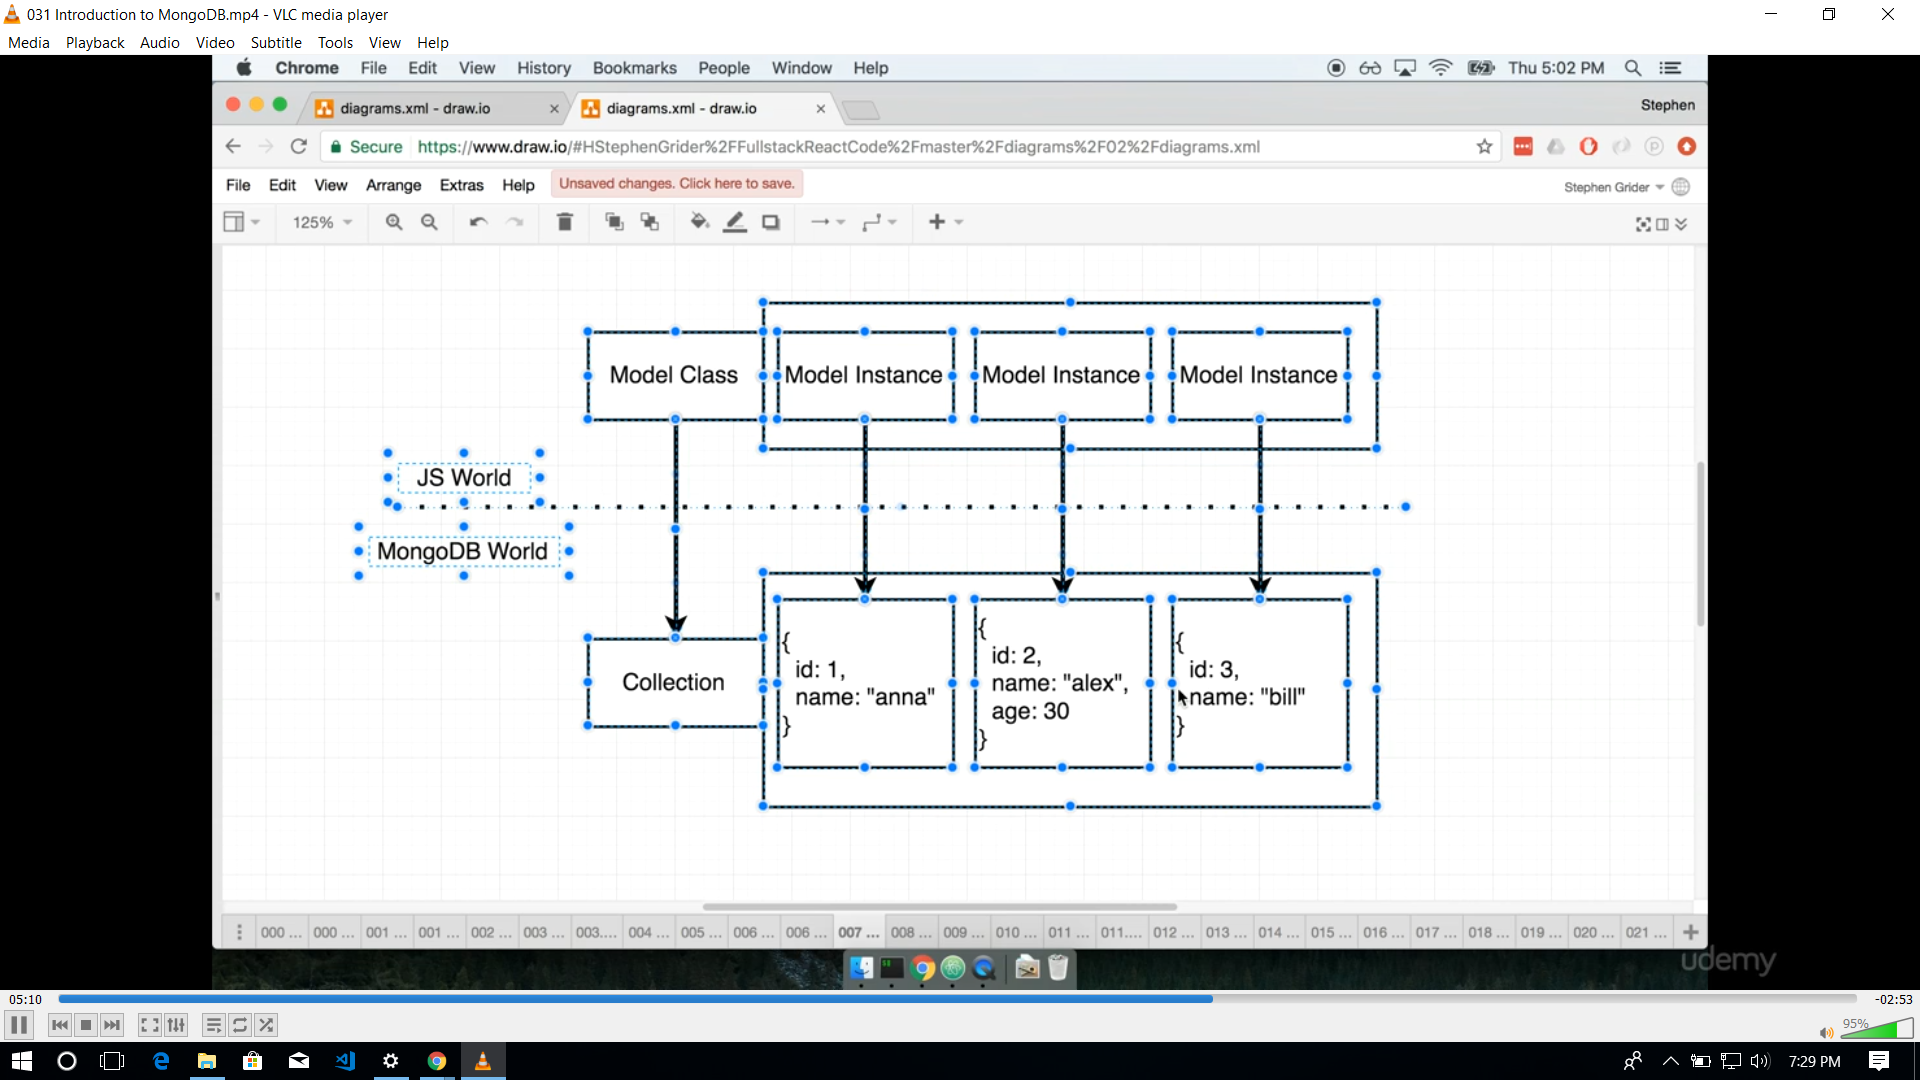 031 Introduction to MongoDB.mp4 - VLC media player
Media Playback Audio Video Subtitle Tools View Help
Chrome File Edit View History Bookmarks People Window Help Thu 5:02 PM
diagrams.xml - draw.io diagrams.xml - draw.io Stephen
Secure https://www.draw.io/#HStephenGrider%2FFullstackReactCode%2Fmaster%2Fdiagrams%2F02%2Fdiagrams.xml
File Edit View Arrange Extras Help Unsaved changes. Click here to save. Stephen Grider
125%
Model Class Model Instance Model Instance Model Instance
JS World
MongoDB World
Collection
{
id: 1,
name: "anna"
}
{
id: 2,
name: "alex",
age: 30
}
{
id: 3,
name: "bill"
}
000 ... 000 ... 001 ... 001 ... 002 ... 003 ... 003.... 004 ... 005 ... 006 ... 006 ... 007 ... 008 ... 009 ... 010 ... 011 ... 011.... 012 ... 013 ... 014 ... 015 ... 016 ... 017 ... 018 ... 019 ... 020 ... 021 ...
udemy
05:10 -02:53
95%
7:29 PM